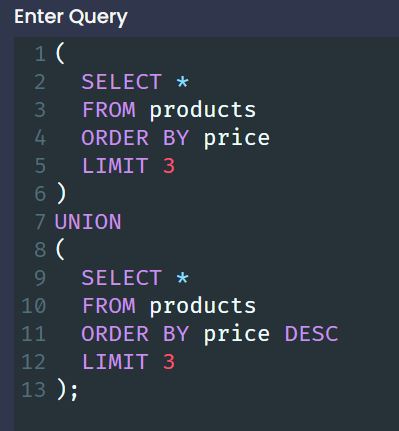 Enter Query
1 (
2 SELECT *
3 FROM products
4 ORDER BY price
5 LIMIT 3
6 )
7 UNION
8 (
9 SELECT *
10 FROM products
11 ORDER BY price DESC
12 LIMIT 3
13 );